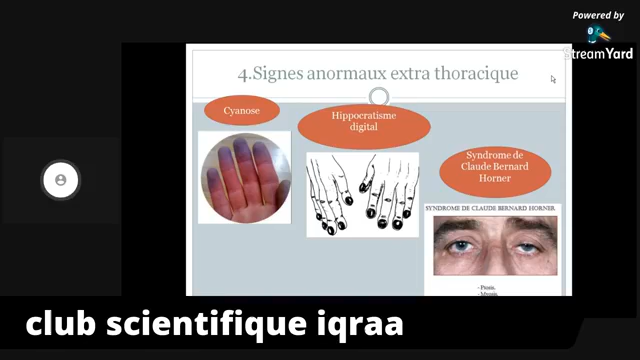 Powered by
StreamYard
4.Signes anormaux extra thoracique
Cyanose
Hippocratisme
digital
Syndrome de
Claude Bernard
Horner
SYNDROME DE CLAUDE BERNARD HORNER
- Ptosis.
- Myosis.
club scientifique iqraa